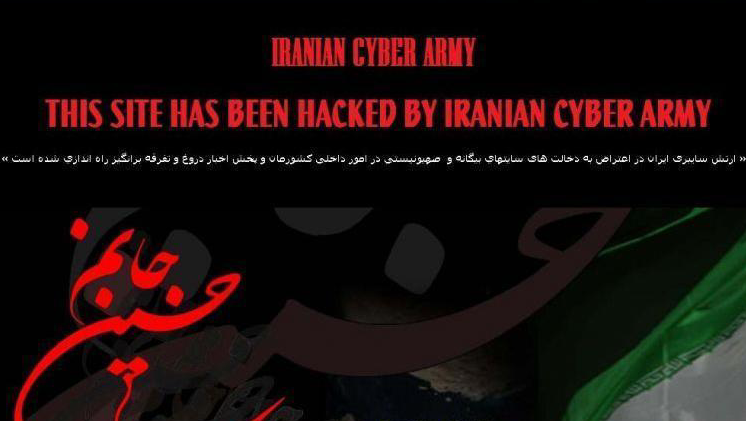 IRANIAN CYBER ARMY
THIS SITE HAS BEEN HACKED BY IRANIAN CYBER ARMY
« ارتش سایبری ایران در اعتراض به دخالت های سایتهای بیگانه و صهیونیستی در امور داخلی کشورمان و پخش اخبار دروغ و تفرقه برانگیز راه اندازی شده است »
جانم
حسین